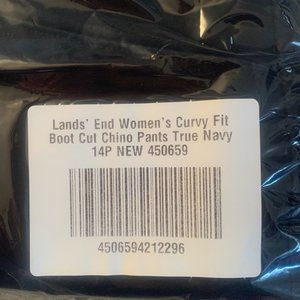 Lands' End Women's Curvy Fit
Boot Cut Chino Pants True Navy
14P NEW 450659
4506594212296